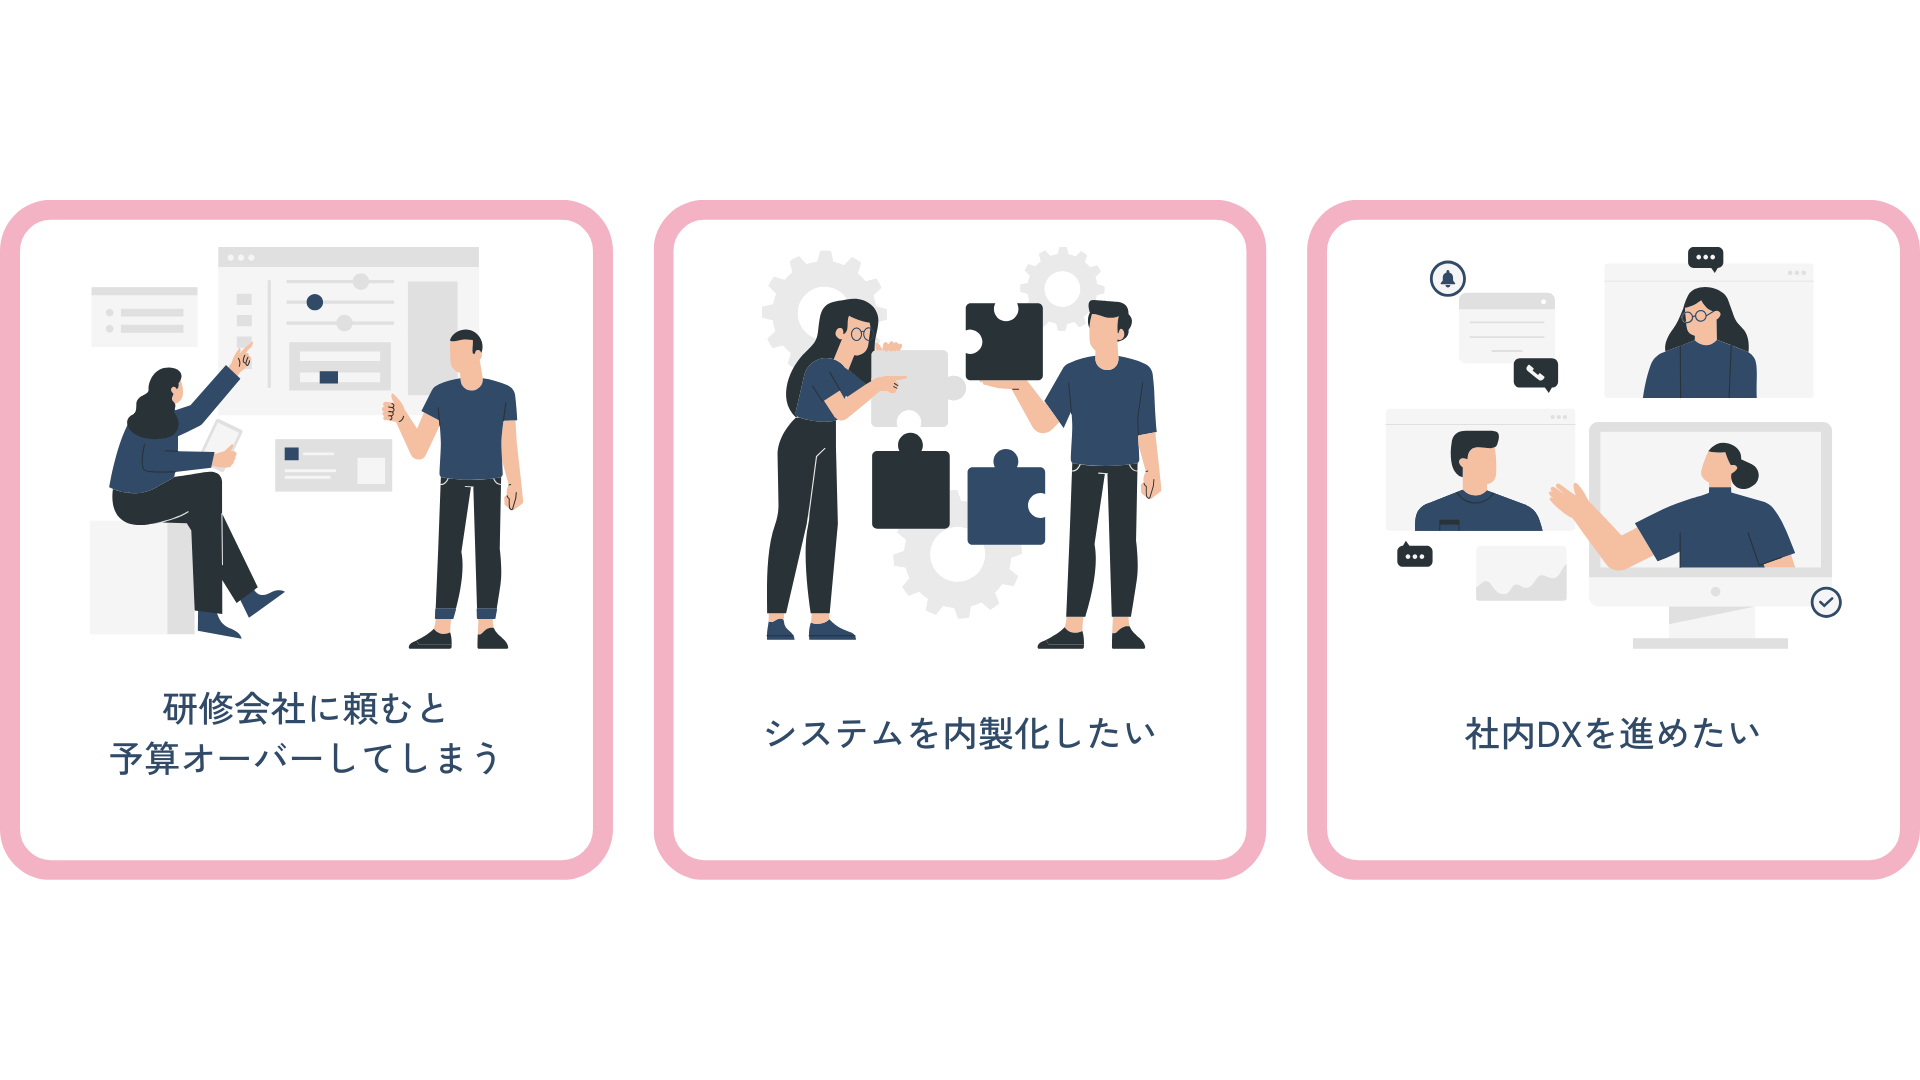 研修会社に頼むと
予算オーバーしてしまう
システムを内製化したい
社内DXを進めたい